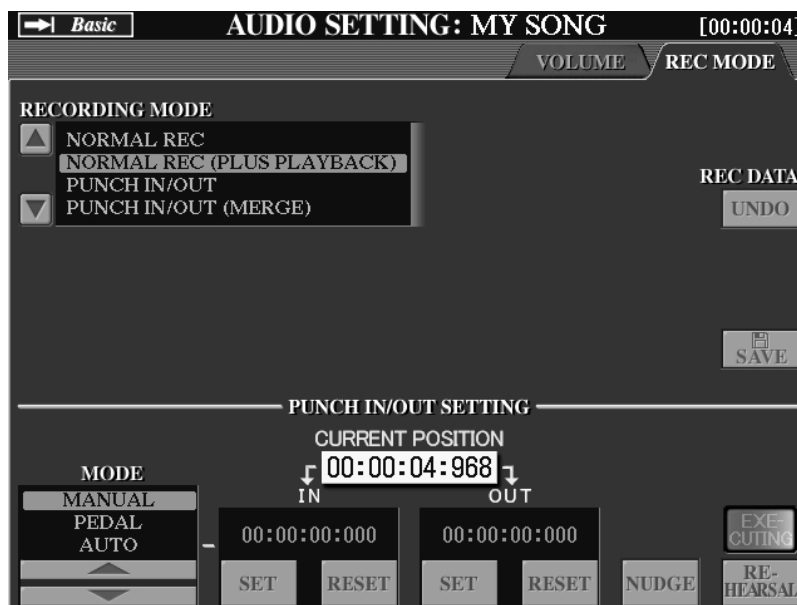 Basic AUDIO SETTING: MY SONG [00:00:04]
VOLUME REC MODE
RECORDING MODE
NORMAL REC
NORMAL REC (PLUS PLAYBACK)
PUNCH IN/OUT
PUNCH IN/OUT (MERGE)
REC DATA
UNDO
SAVE
PUNCH IN/OUT SETTING
CURRENT POSITION
00:00:04:968
IN OUT
MODE
MANUAL
PEDAL
AUTO
00:00:00:000 00:00:00:000
SET RESET SET RESET NUDGE
EXE-
CUTING
RE-
HEARSAL